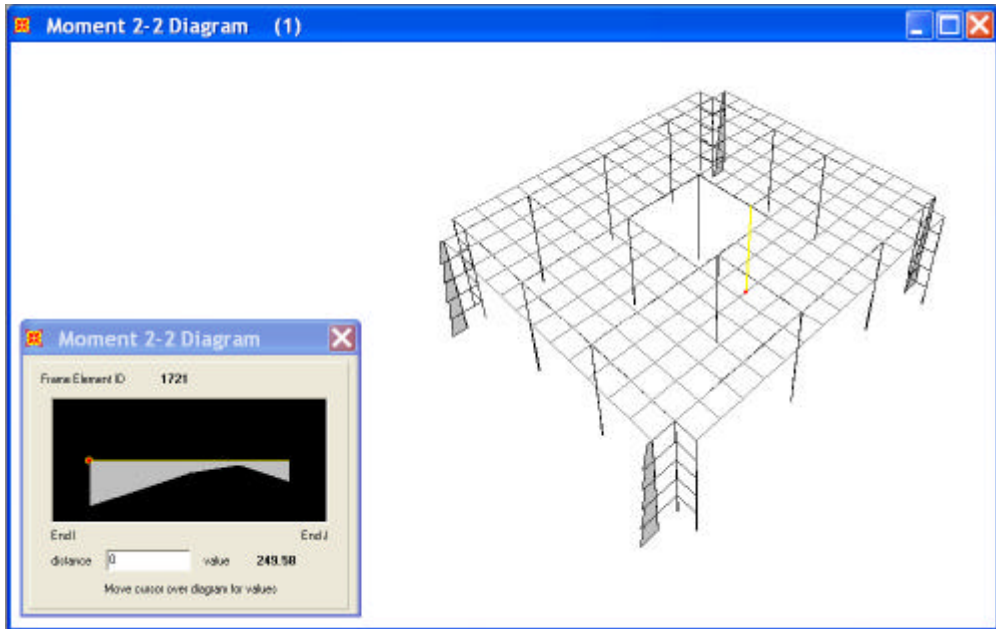 Moment 2-2 Diagram (1)
Moment 2-2 Diagram
Frame Element ID 1721
End I End J
distance 0 value 249.58
Move cursor over diagram for values